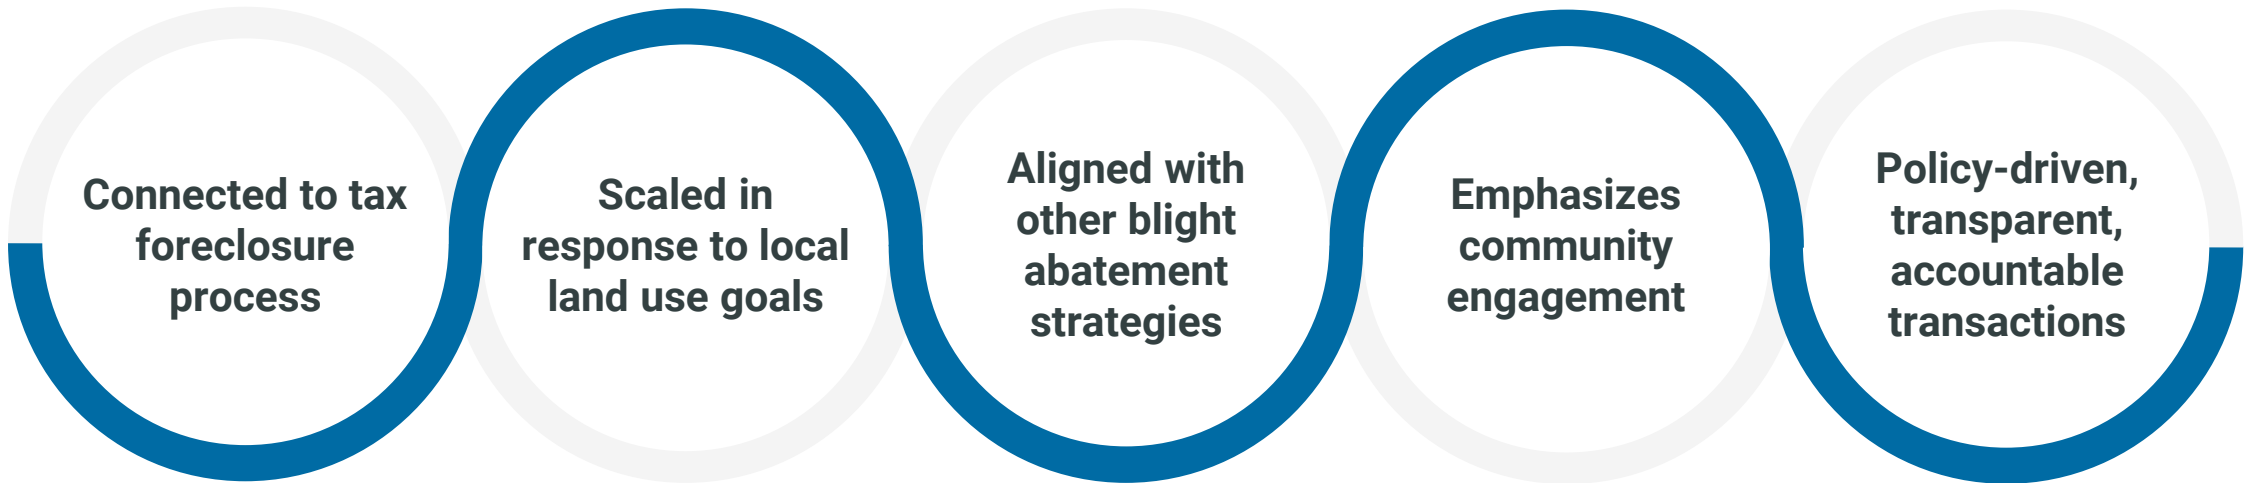 Connected to tax
foreclosure
process
Scaled in
response to local
land use goals
Aligned with
other blight
abatement
strategies
Emphasizes
community
engagement
Policy-driven,
transparent,
accountable
transactions